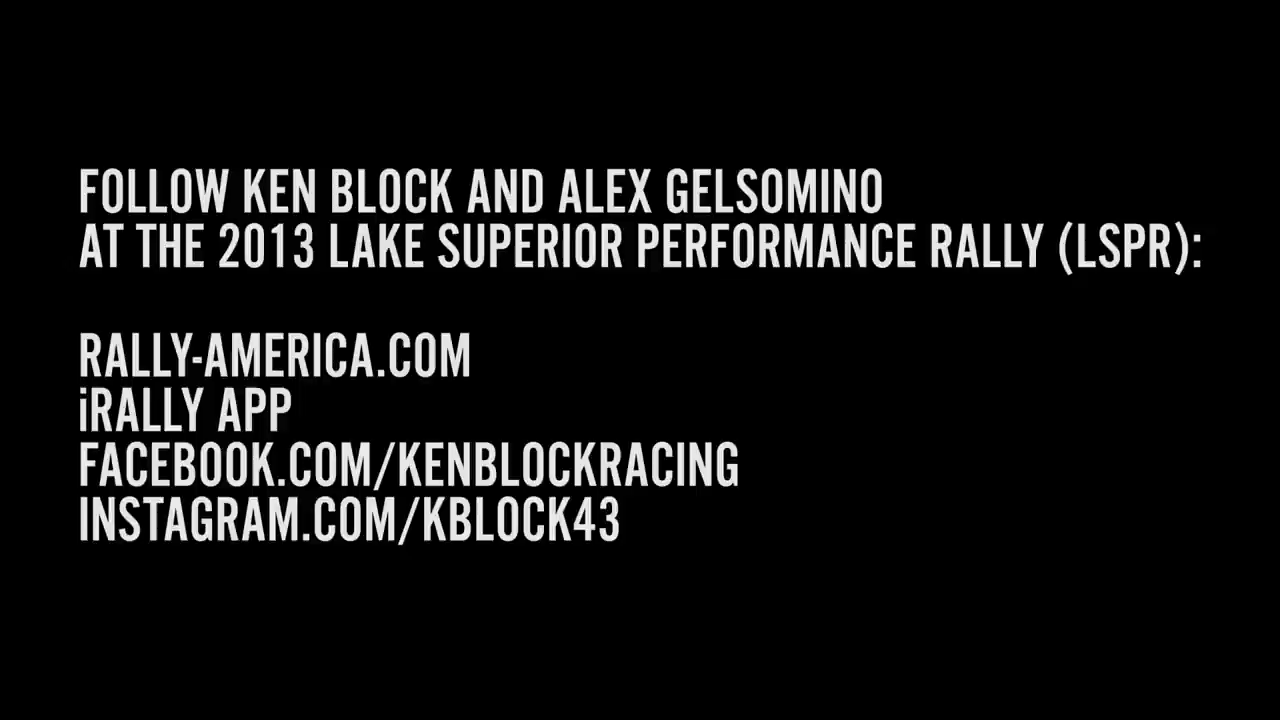 FOLLOW KEN BLOCK AND ALEX GELSOMINO
AT THE 2013 LAKE SUPERIOR PERFORMANCE RALLY (LSPR):
RALLY-AMERICA.COM
iRALLY APP
FACEBOOK.COM/KENBLOCKRACING
INSTAGRAM.COM/KBLOCK43